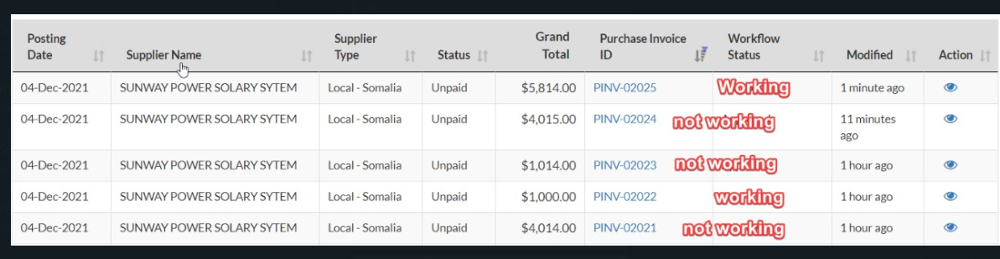 Posting Date Supplier Name Supplier Type Status Grand Total Purchase Invoice ID Workflow Status Modified Action
04-Dec-2021 SUNWAY POWER SOLARY SYTEM Local - Somalia Unpaid $5,814.00 PINV-02025 Working 1 minute ago
04-Dec-2021 SUNWAY POWER SOLARY SYTEM Local - Somalia Unpaid $4,015.00 PINV-02024 not working 11 minutes ago
04-Dec-2021 SUNWAY POWER SOLARY SYTEM Local - Somalia Unpaid $1,014.00 PINV-02023 not working 1 hour ago
04-Dec-2021 SUNWAY POWER SOLARY SYTEM Local - Somalia Unpaid $1,000.00 PINV-02022 working 1 hour ago
04-Dec-2021 SUNWAY POWER SOLARY SYTEM Local - Somalia Unpaid $4,014.00 PINV-02021 not working 1 hour ago